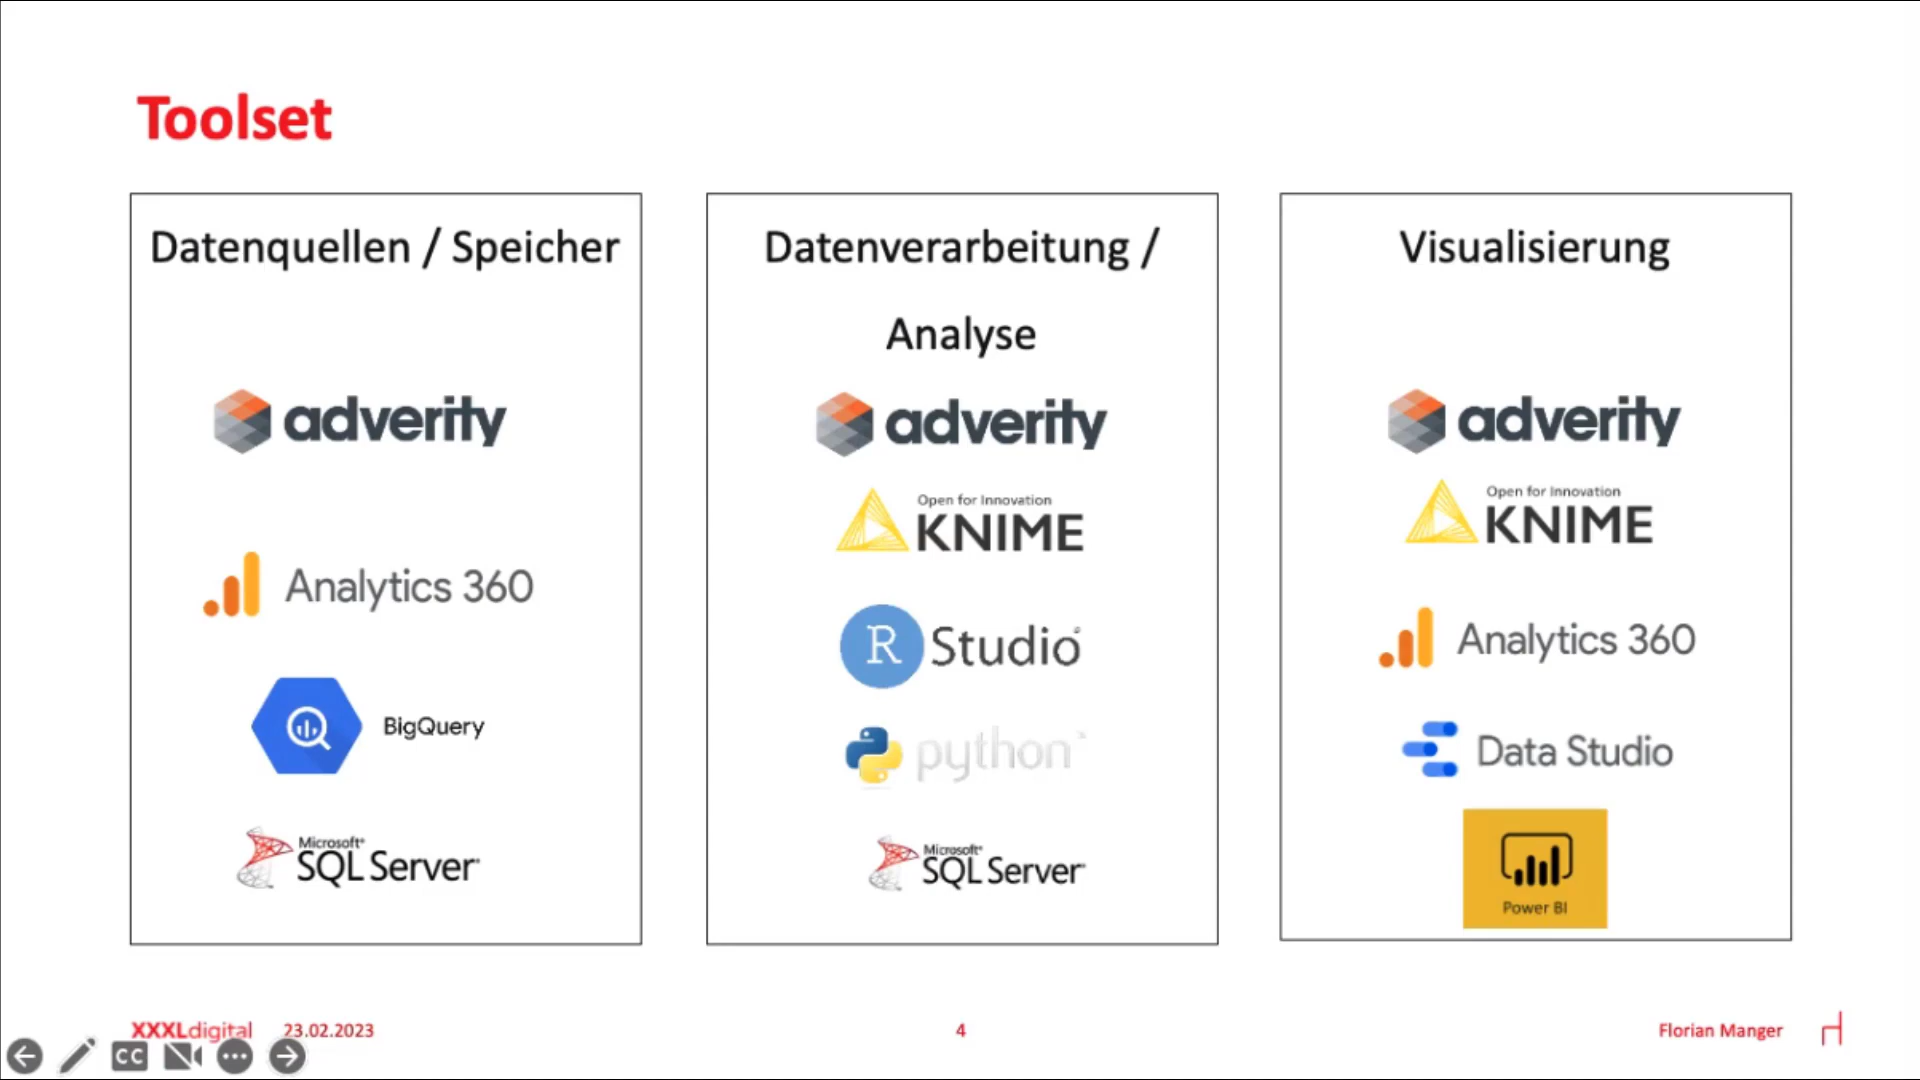 Toolset
Datenquellen / Speicher
adverity
Analytics 360
BigQuery
Microsoft®
SQL Server®
Datenverarbeitung /
Analyse
adverity
Open for Innovation
KNIME
R Studio®
python™
Microsoft®
SQL Server®
Visualisierung
adverity
Open for Innovation
KNIME
Analytics 360
Data Studio
Power BI
XXXLdigital 23.02.2023
4
Florian Manger
CC